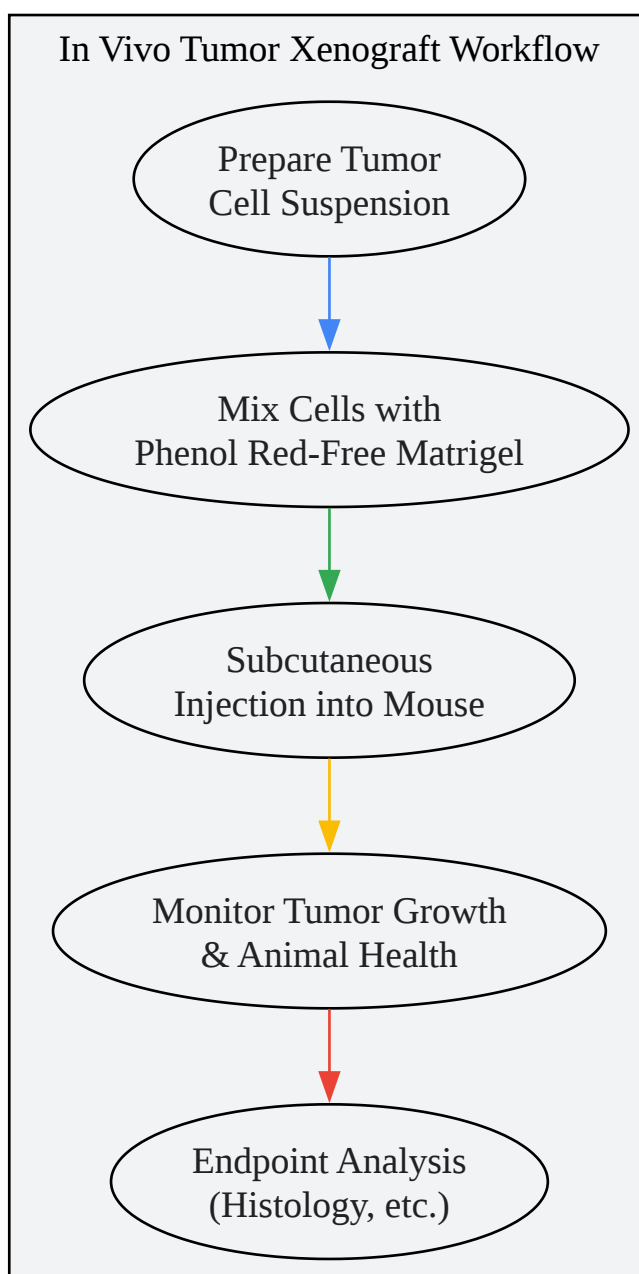 In Vivo Tumor Xenograft Workflow
Prepare Tumor
Cell Suspension
Mix Cells with
Phenol Red-Free Matrigel
Subcutaneous
Injection into Mouse
Monitor Tumor Growth
& Animal Health
Endpoint Analysis
(Histology, etc.)